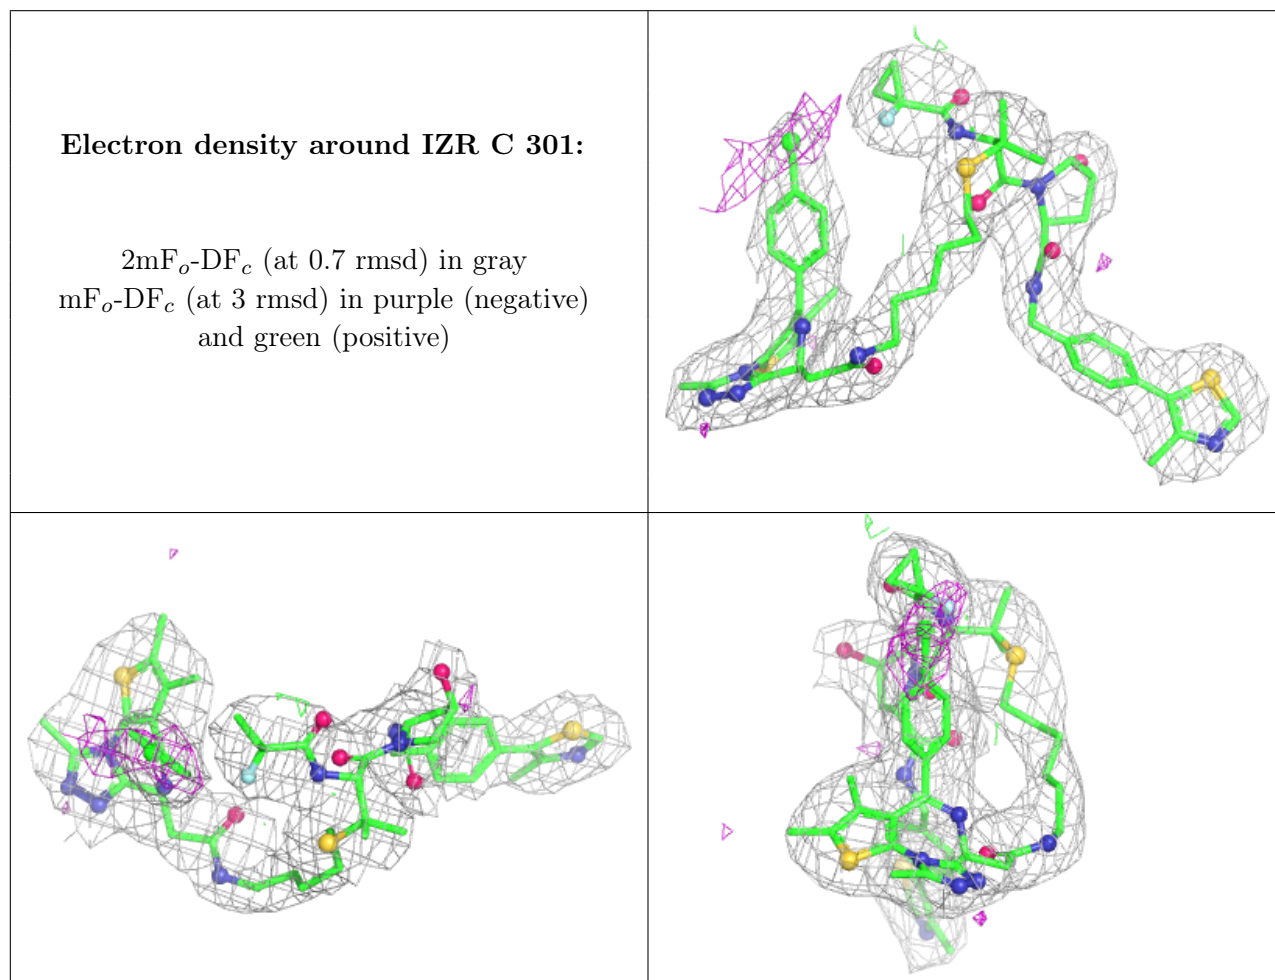 Electron density around IZR C 301:
2mFo-DFc (at 0.7 rmsd) in gray
mFo-DFc (at 3 rmsd) in purple (negative)
and green (positive)